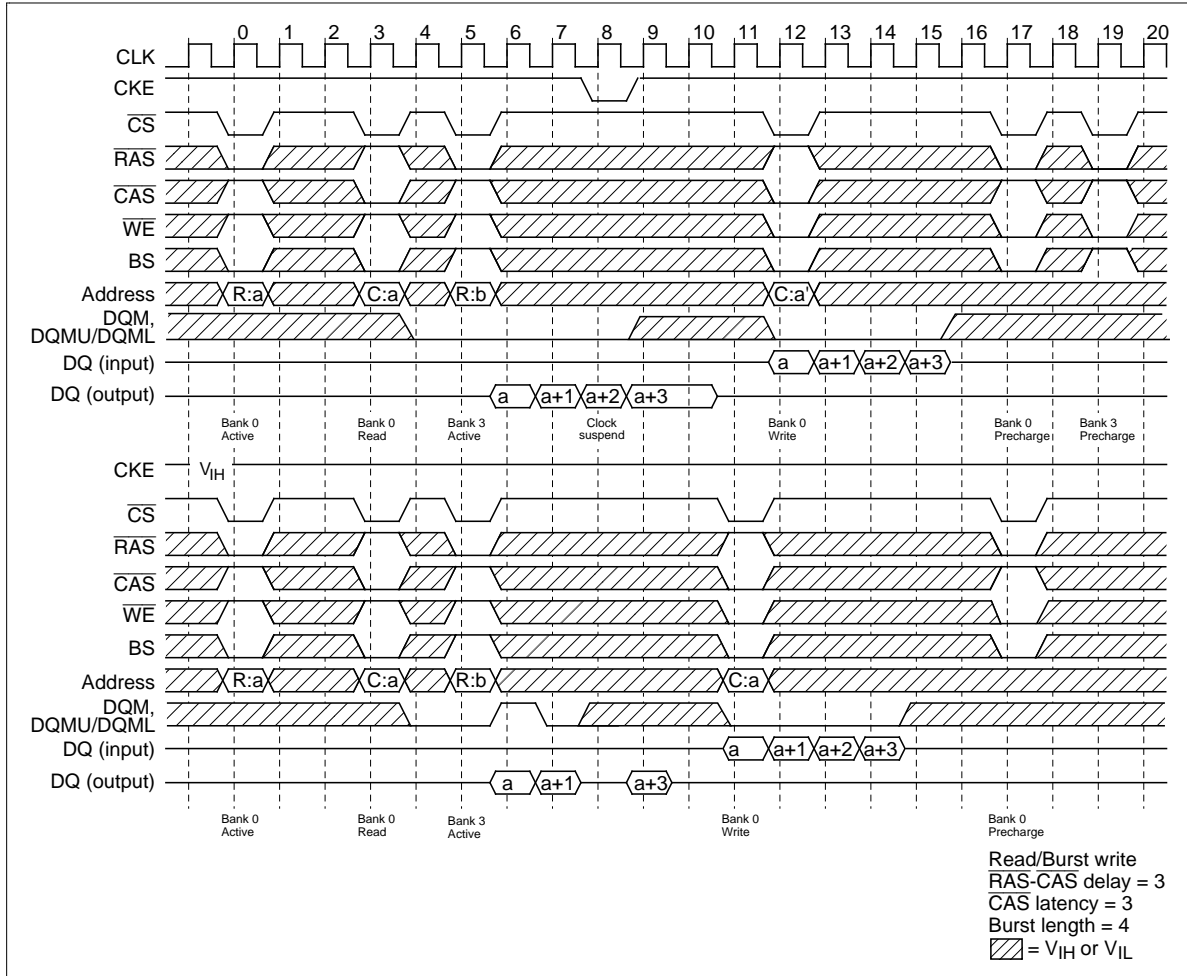 0 1 2 3 4 5 6 7 8 9 10 11 12 13 14 15 16 17 18 19 20
CLK
CKE
CS
RAS
CAS
WE
BS
Address R:a C:a R:b C:a'
DQM,
DQMU/DQML
DQ (input) a a+1 a+2 a+3
DQ (output) a a+1 a+2 a+3
Bank 0 Active Bank 0 Read Bank 3 Active Clock suspend Bank 0 Write Bank 0 Precharge Bank 3 Precharge
CKE VIH
CS
RAS
CAS
WE
BS
Address R:a C:a R:b C:a
DQM,
DQMU/DQML
DQ (input) a a+1 a+2 a+3
DQ (output) a a+1 a+3
Bank 0 Active Bank 0 Read Bank 3 Active Bank 0 Write Bank 0 Precharge
Read/Burst write
RAS-CAS delay = 3
CAS latency = 3
Burst length = 4
= VIH or VIL